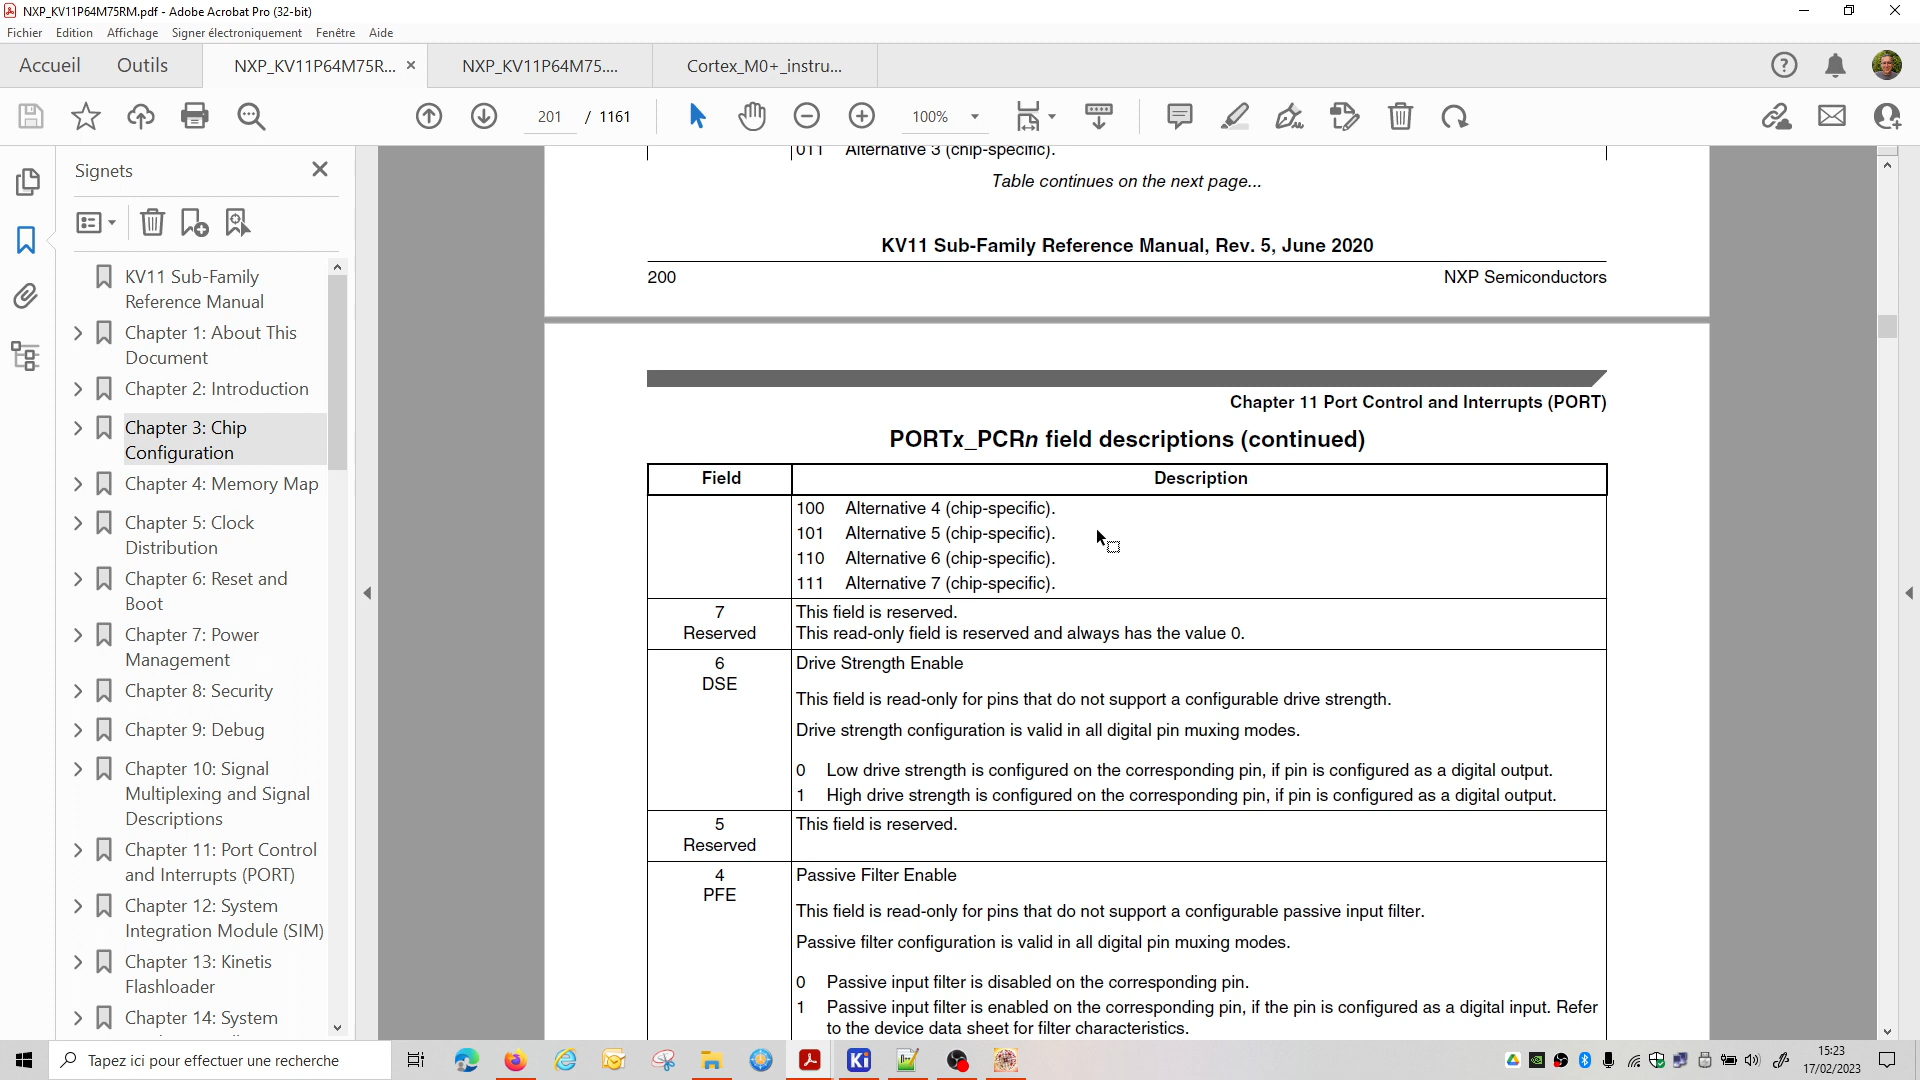 NXP_KV11P64M75RM.pdf - Adobe Acrobat Pro (32-bit)
Fichier Edition Affichage Signer électroniquement Fenêtre Aide
Accueil Outils NXP_KV11P64M75R... × NXP_KV11P64M75.... Cortex_M0+_instru...
201 / 1161 100%
Signets
KV11 Sub-Family
Reference Manual
Chapter 1: About This
Document
Chapter 2: Introduction
Chapter 3: Chip
Configuration
Chapter 4: Memory Map
Chapter 5: Clock
Distribution
Chapter 6: Reset and
Boot
Chapter 7: Power
Management
Chapter 8: Security
Chapter 9: Debug
Chapter 10: Signal
Multiplexing and Signal
Descriptions
Chapter 11: Port Control
and Interrupts (PORT)
Chapter 12: System
Integration Module (SIM)
Chapter 13: Kinetis
Flashloader
Chapter 14: System
011 Alternative 3 (chip-specific).
Table continues on the next page...
KV11 Sub-Family Reference Manual, Rev. 5, June 2020
200 NXP Semiconductors
Chapter 11 Port Control and Interrupts (PORT)
PORTx_PCRn field descriptions (continued)
Field Description
100 Alternative 4 (chip-specific).
101 Alternative 5 (chip-specific).
110 Alternative 6 (chip-specific).
111 Alternative 7 (chip-specific).
7
Reserved
This field is reserved.
This read-only field is reserved and always has the value 0.
6
DSE
Drive Strength Enable
This field is read-only for pins that do not support a configurable drive strength.
Drive strength configuration is valid in all digital pin muxing modes.
0 Low drive strength is configured on the corresponding pin, if pin is configured as a digital output.
1 High drive strength is configured on the corresponding pin, if pin is configured as a digital output.
5
Reserved
This field is reserved.
4
PFE
Passive Filter Enable
This field is read-only for pins that do not support a configurable passive input filter.
Passive filter configuration is valid in all digital pin muxing modes.
0 Passive input filter is disabled on the corresponding pin.
1 Passive input filter is enabled on the corresponding pin, if the pin is configured as a digital input. Refer
to the device data sheet for filter characteristics.
Tapez ici pour effectuer une recherche
Ki
15:23
17/02/2023